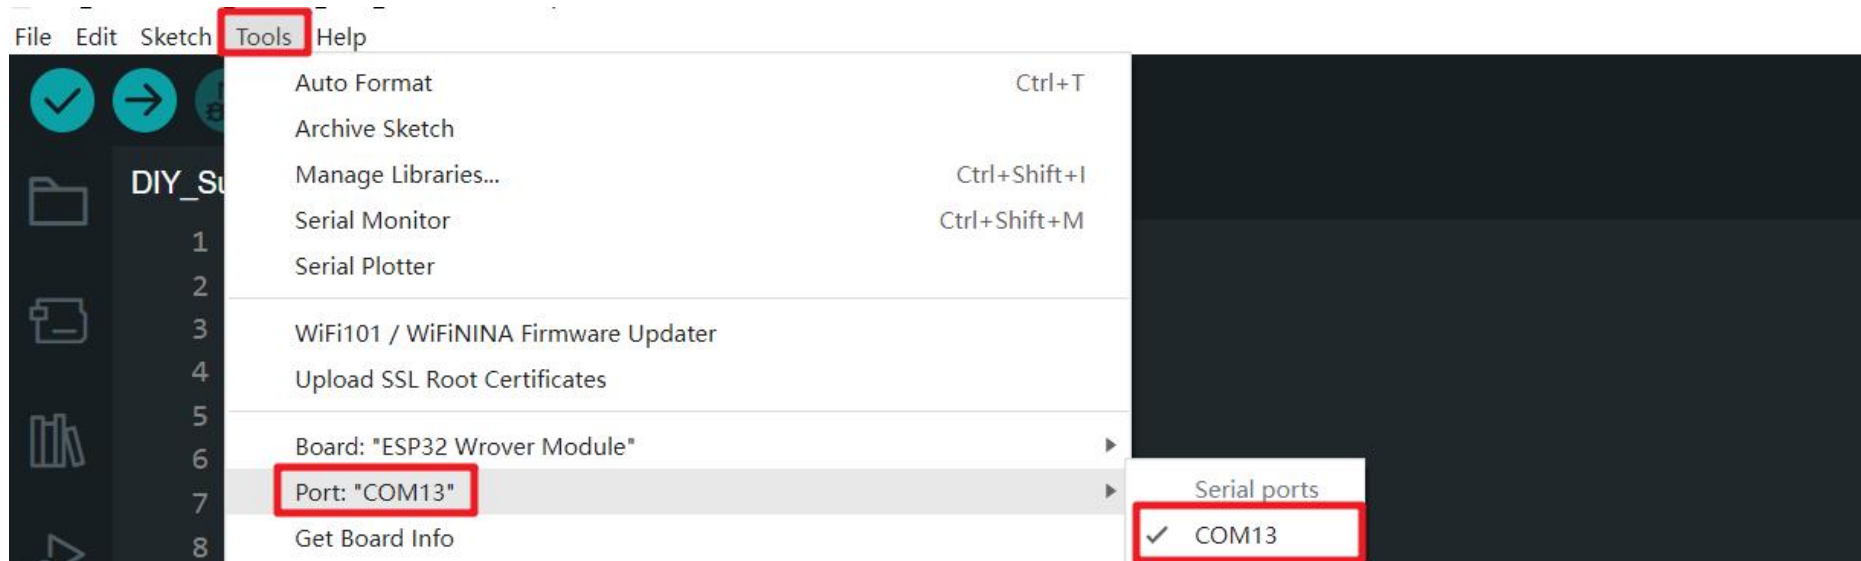 File Edit Sketch Tools Help
Auto Format Ctrl+T
Archive Sketch
DIY_Su
Manage Libraries... Ctrl+Shift+I
Serial Monitor Ctrl+Shift+M
1
Serial Plotter
2
3
WiFi101 / WiFiNINA Firmware Updater
4
Upload SSL Root Certificates
5
Board: "ESP32 Wrover Module"
6
Port: "COM13"
Serial ports
7
Get Board Info
COM13
8